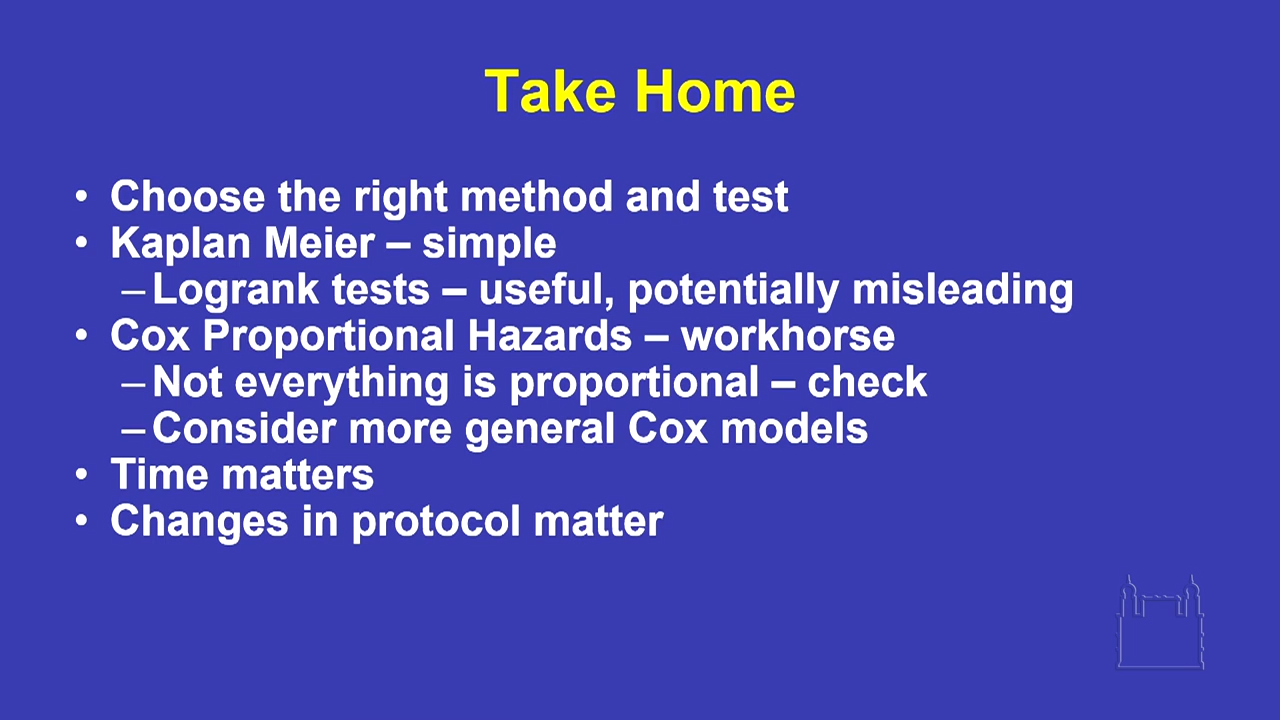 Take Home
• Choose the right method and test
• Kaplan Meier – simple
– Logrank tests – useful, potentially misleading
• Cox Proportional Hazards – workhorse
– Not everything is proportional – check
– Consider more general Cox models
• Time matters
• Changes in protocol matter